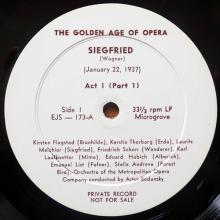 THE GOLDEN AGE OF OPERA
SIEGFRIED
(Wagner)
(January 22, 1937)
Act I (Part 1)
Side 1
EJS — 173-A
33⅓ rpm LP
Microgrove
Kirsten Flagstad (Brunhilde), Kerstin Thorborg (Erda), Lauritz
Melchior (Siegfried), Friedrich Schorr (Wanderer), Karl
Laufkoetter (Mime), Eduard Habich (Alberich),
Emanuel List (Fafner), Stella Andreva (Forest
Bird)—Orchestra of the Metropolitan Opera
Company conducted by Artur Bodanzky
PRIVATE RECORD
NOT FOR SALE